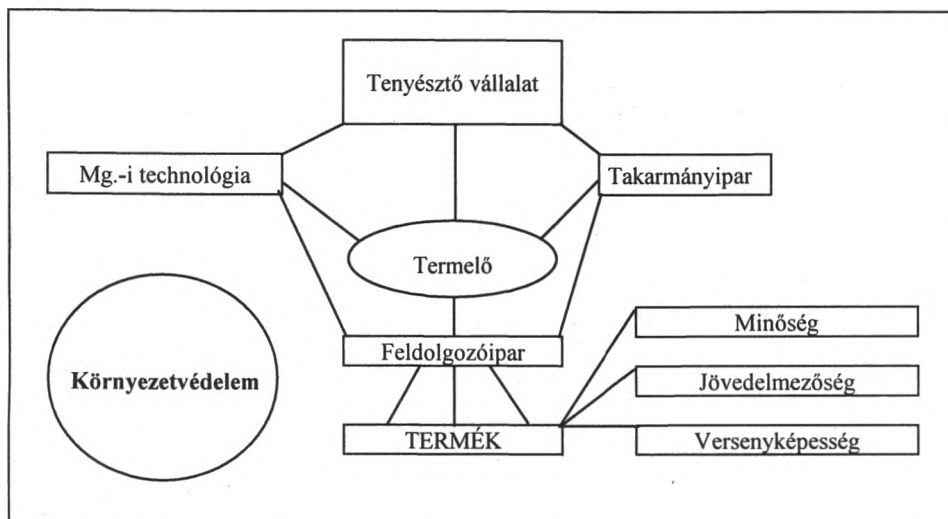 Tenyésztő vállalat
Mg.-i technológia
Takarmányipar
Termelő
Minőség
Feldolgozóipar
Jövedelmezőség
Környezetvédelem
TERMÉK
Versenyképesség